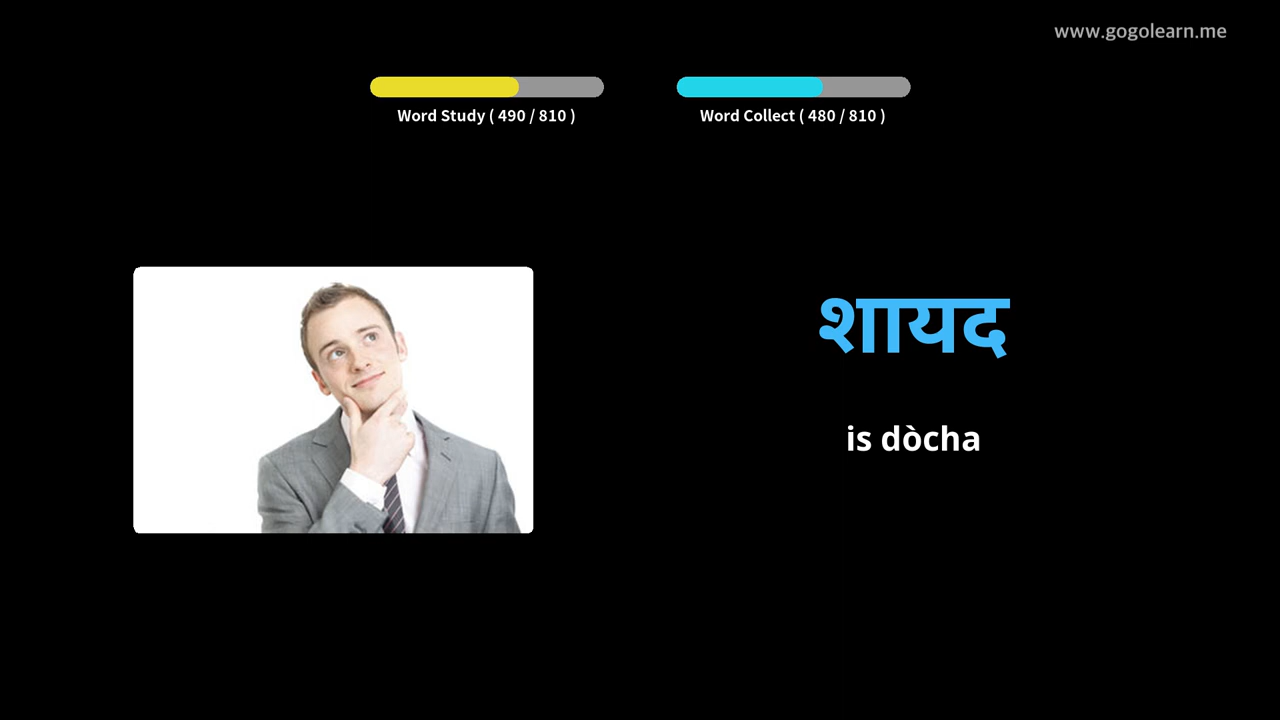 www.gogolearn.me
Word Study ( 490 / 810 )
Word Collect ( 480 / 810 )
शायद
is dòcha